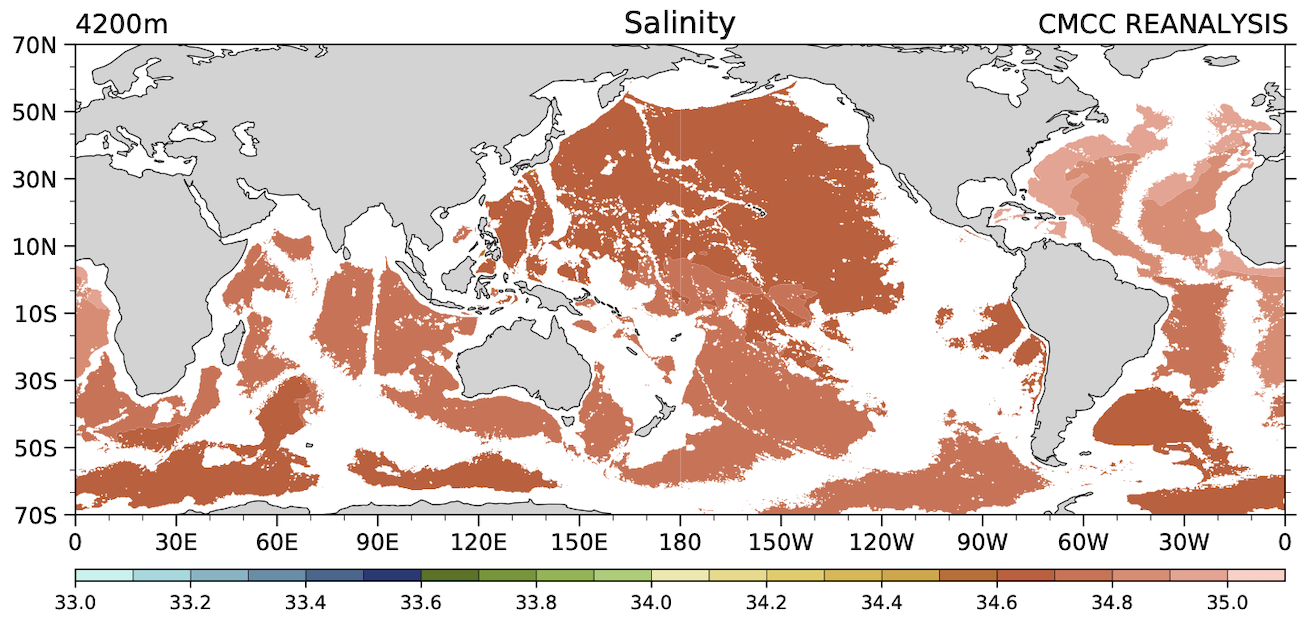 4200m Salinity CMCC REANALYSIS
70N
50N
30N
10N
10S
30S
50S
70S
0 30E 60E 90E 120E 150E 180 150W 120W 90W 60W 30W 0
33.0 33.2 33.4 33.6 33.8 34.0 34.2 34.4 34.6 34.8 35.0